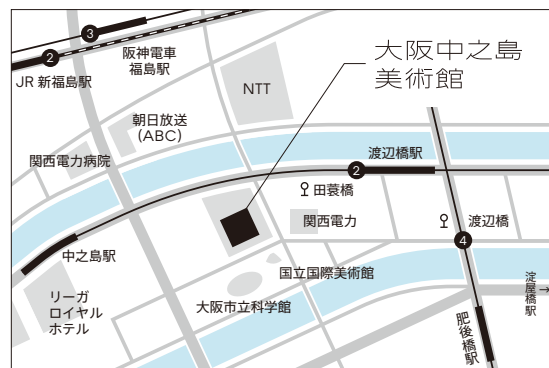 3
2
阪神電車
福島駅
JR 新福島駅
大阪中之島
美術館
NTT
朝日放送
(ABC)
関西電力病院
渡辺橋駅
2
田蓑橋
関西電力
渡辺橋
4
中之島駅
国立国際美術館
大阪市立科学館
リーガ
ロイヤル
ホテル
淀屋橋駅
→
肥後橋駅